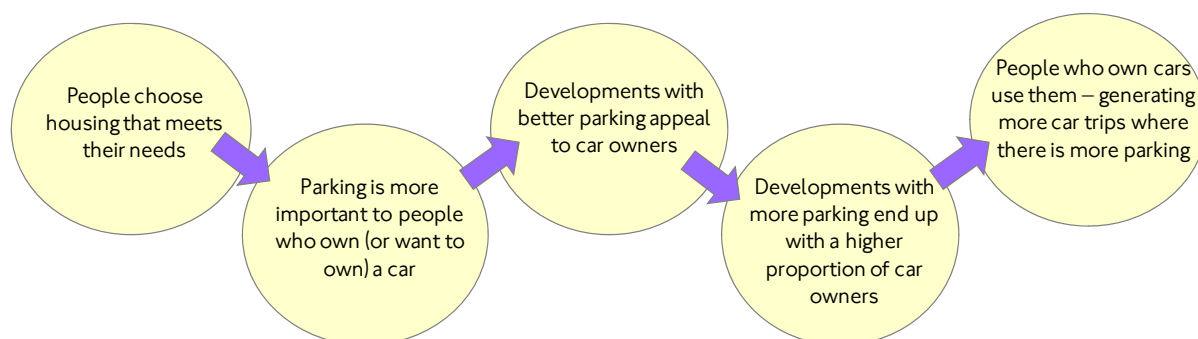 People choose
housing that meets
their needs
Parking is more
important to people
who own (or want to
own) a car
Developments with
better parking appeal
to car owners
Developments with
more parking end up
with a higher
proportion of car
owners
People who own cars
use them – generating
more car trips where
there is more parking